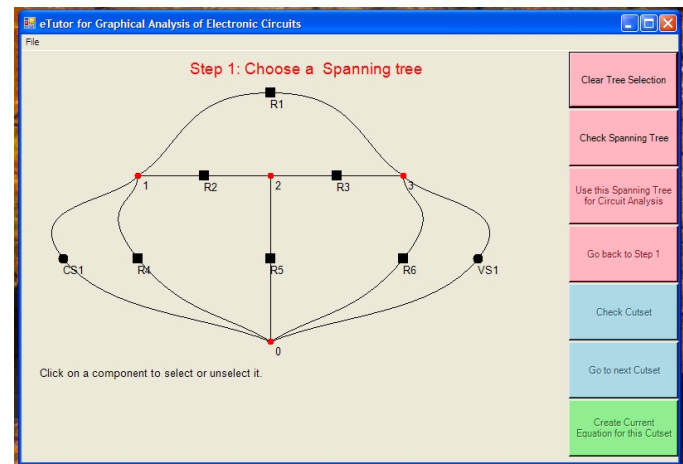 eTutor for Graphical Analysis of Electronic Circuits
File
Step 1: Choose a Spanning tree
R1
1
R2
2
R3
3
CS1
R4
R5
R6
VS1
0
Click on a component to select or unselect it.
Clear Tree Selection
Check Spanning Tree
Use this Spanning Tree
for Circuit Analysis
Go back to Step 1
Check Cutset
Go to next Cutset
Create Current
Equation for this Cutset